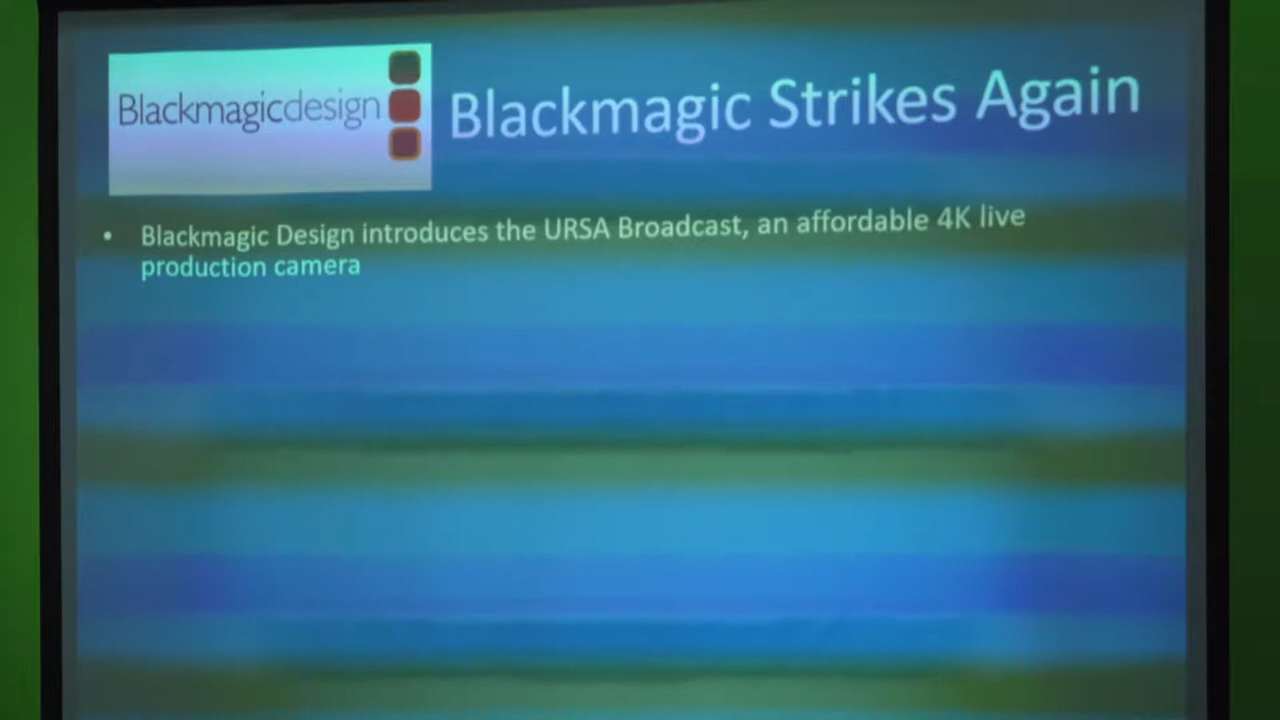 Blackmagicdesign
Blackmagic Strikes Again
• Blackmagic Design introduces the URSA Broadcast, an affordable 4K live
production camera